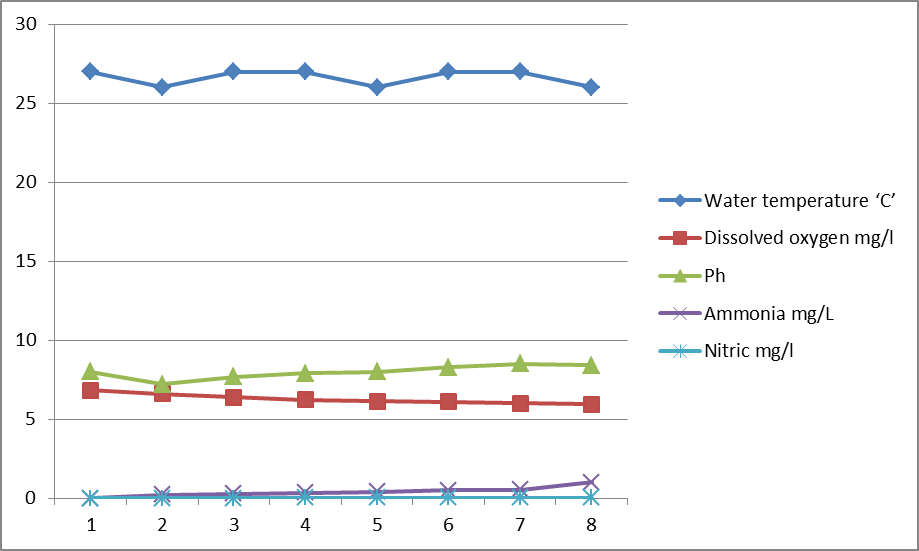 30
25
20
15
10
5
0
1 2 3 4 5 6 7 8
Water temperature ‘C’
Dissolved oxygen mg/l
Ph
Ammonia mg/L
Nitric mg/l